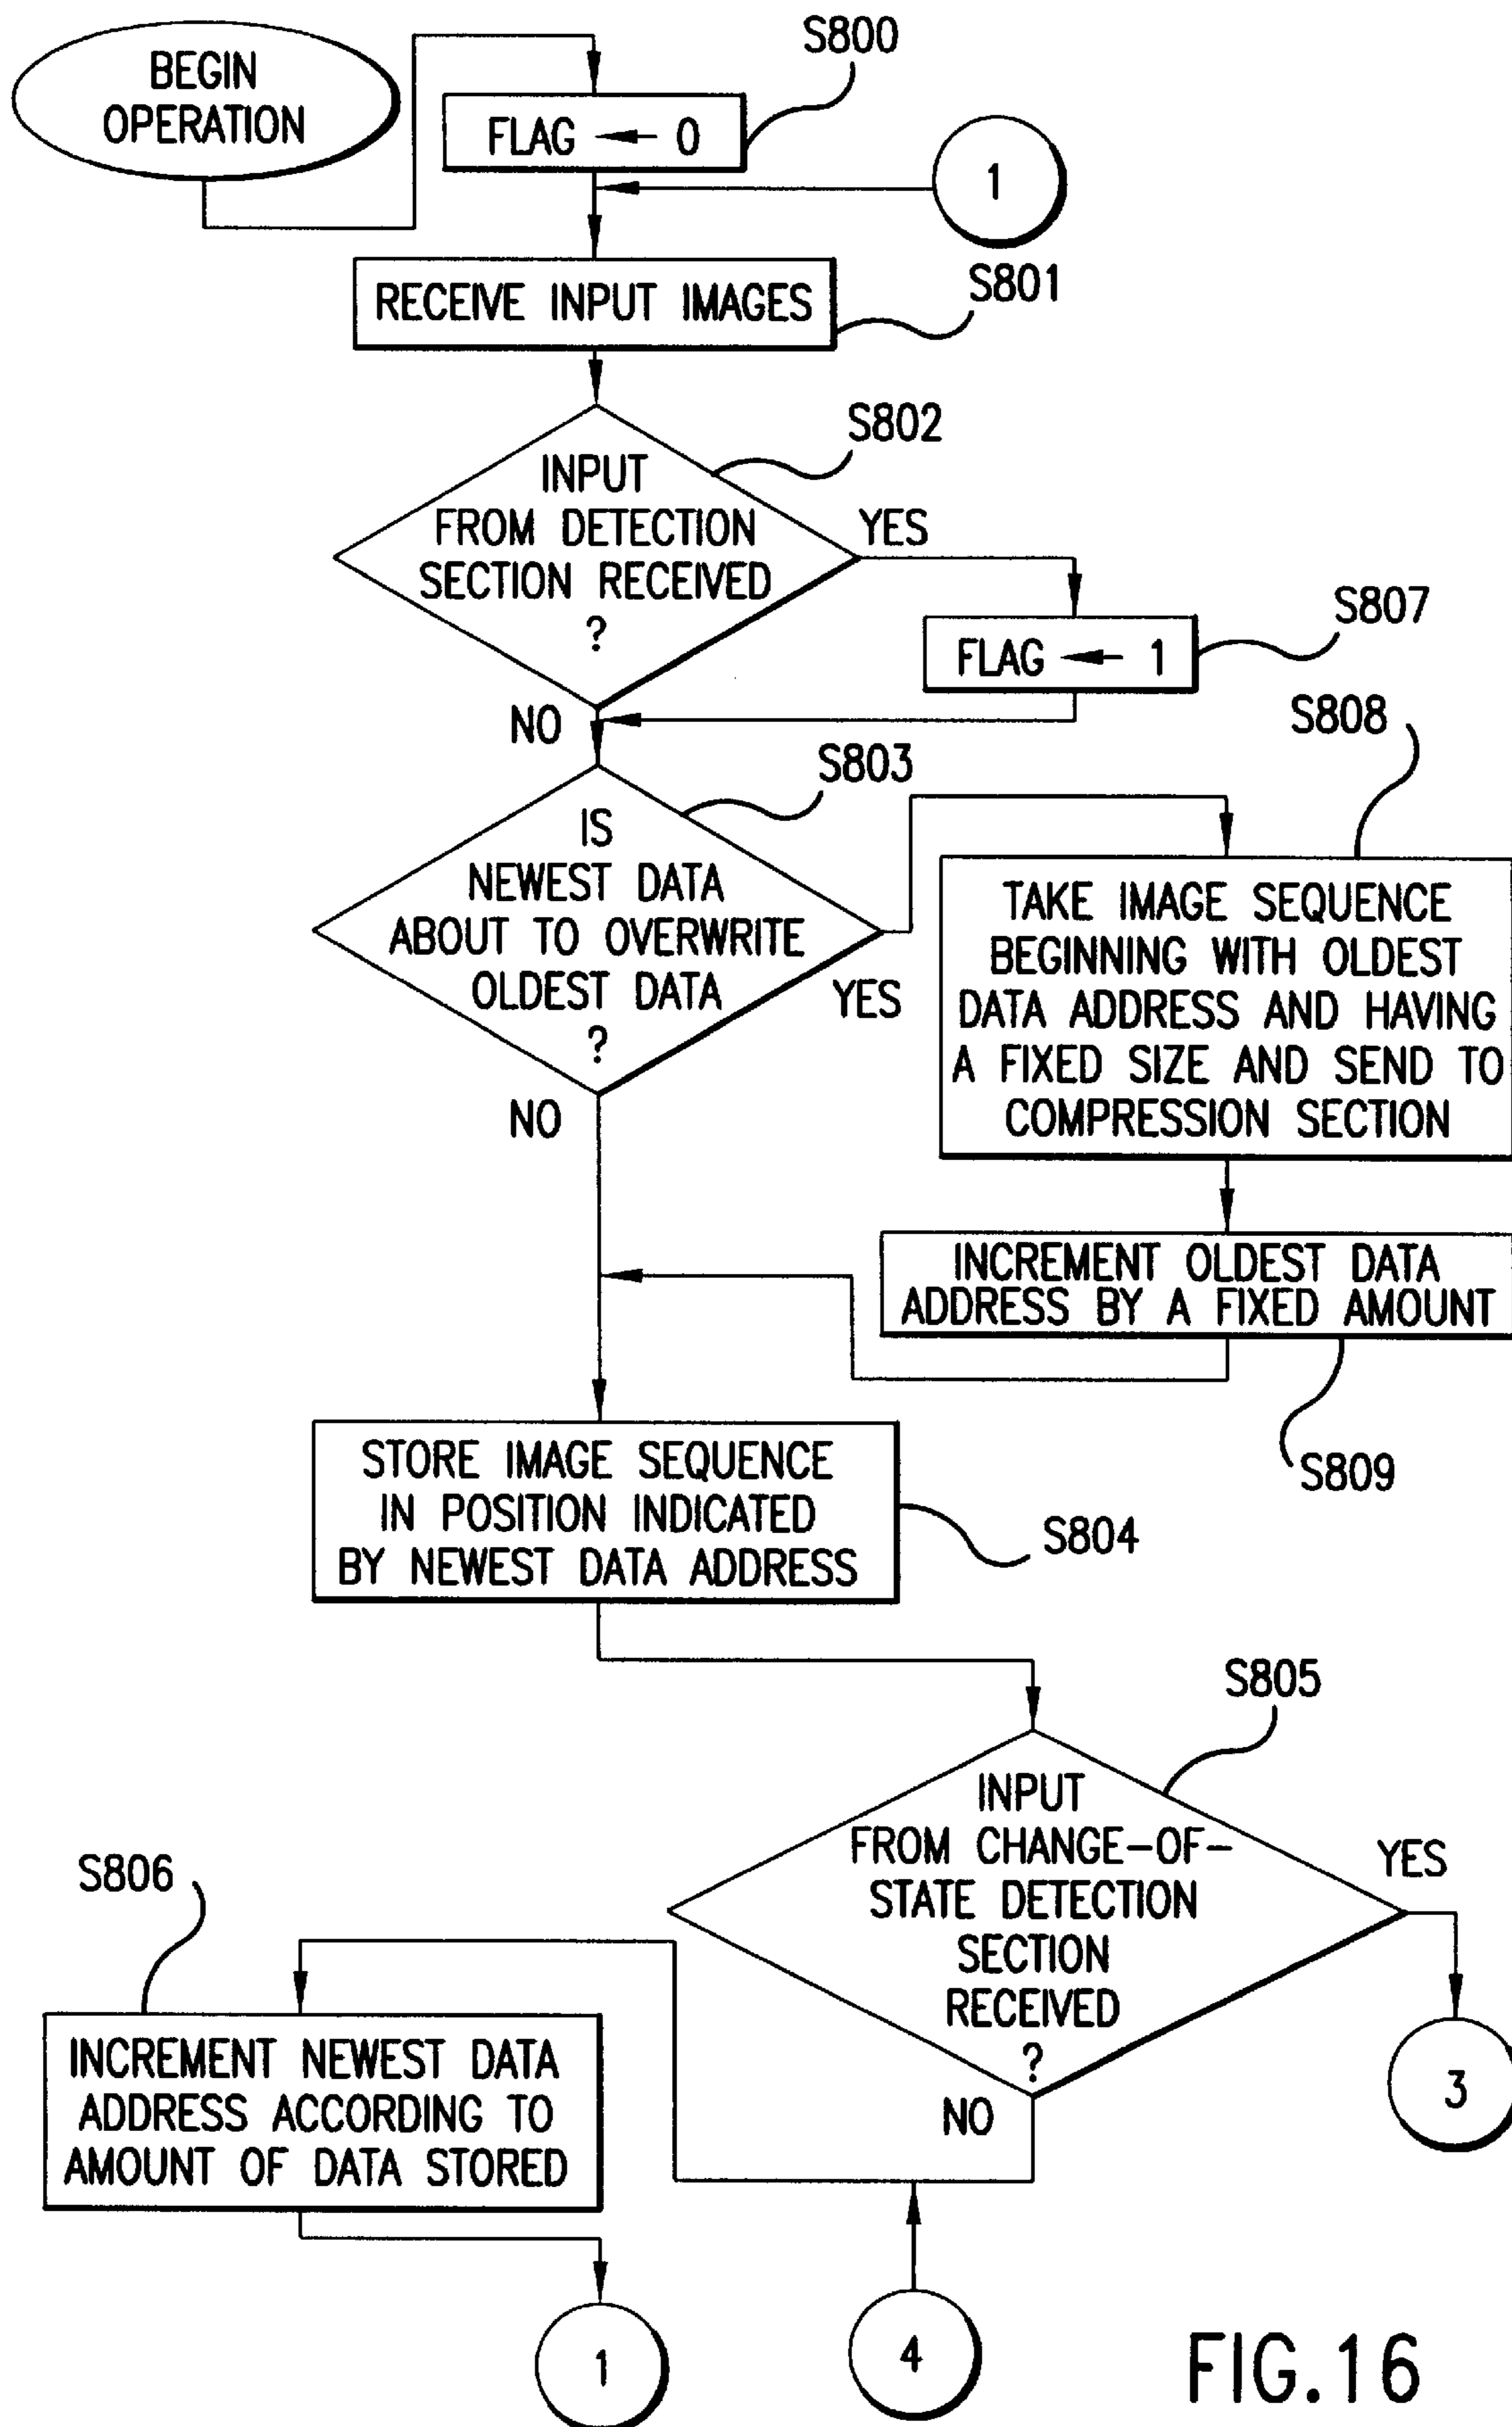 BEGIN
OPERATION
S800
FLAG ← 0
1
RECEIVE INPUT IMAGES
S801
S802
INPUT
FROM DETECTION
SECTION RECEIVED
?
YES
S807
FLAG ← 1
NO
S808
S803
IS
NEWEST DATA
ABOUT TO OVERWRITE
OLDEST DATA
?
YES
NO
TAKE IMAGE SEQUENCE
BEGINNING WITH OLDEST
DATA ADDRESS AND HAVING
A FIXED SIZE AND SEND TO
COMPRESSION SECTION
INCREMENT OLDEST DATA
ADDRESS BY A FIXED AMOUNT
S809
STORE IMAGE SEQUENCE
IN POSITION INDICATED
BY NEWEST DATA ADDRESS
S804
S805
INPUT
FROM CHANGE-OF-
STATE DETECTION
SECTION
RECEIVED
?
YES
3
NO
S806
INCREMENT NEWEST DATA
ADDRESS ACCORDING TO
AMOUNT OF DATA STORED
1
4
FIG.16